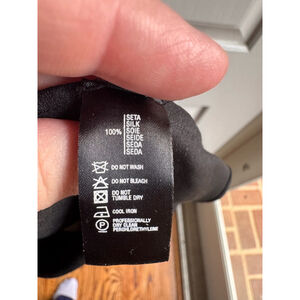 SETA
SILK
100% SOIE
SEIDE
SEDA
SEDA
DO NOT WASH
DO NOT BLEACH
DO NOT
TUMBLE DRY
COOL IRON
P PROFESSIONALLY
DRY CLEAN
PERCHLORETHYLENE